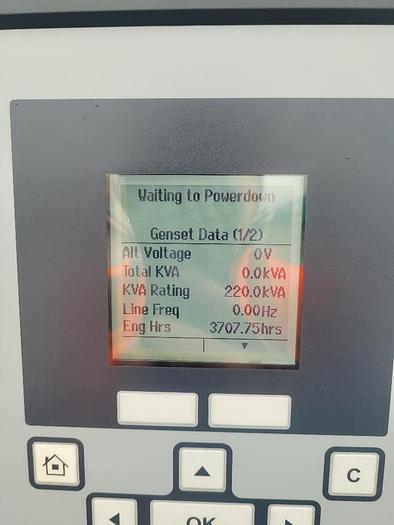 Waiting to Powerdown
Genset Data (1/2)
Alt Voltage 0V
Total KVA 0.0kVA
KVA Rating 220.0kVA
Line Freq 0.00Hz
Eng Hrs 3707.75hrs
C
OK